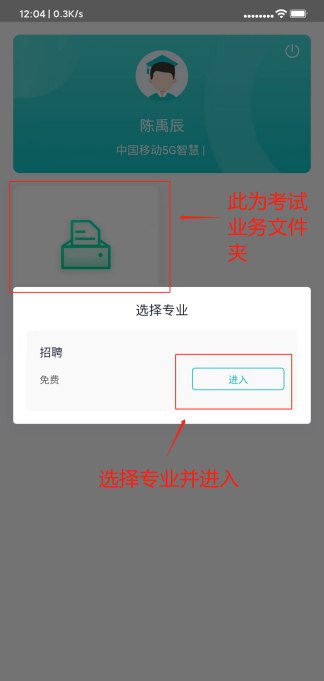 12:04 | 0.3K/s
陈禹辰
中国移动5G智慧 |
此为考试
业务文件
夹
选择专业
招聘
免费
进入
选择专业并进入